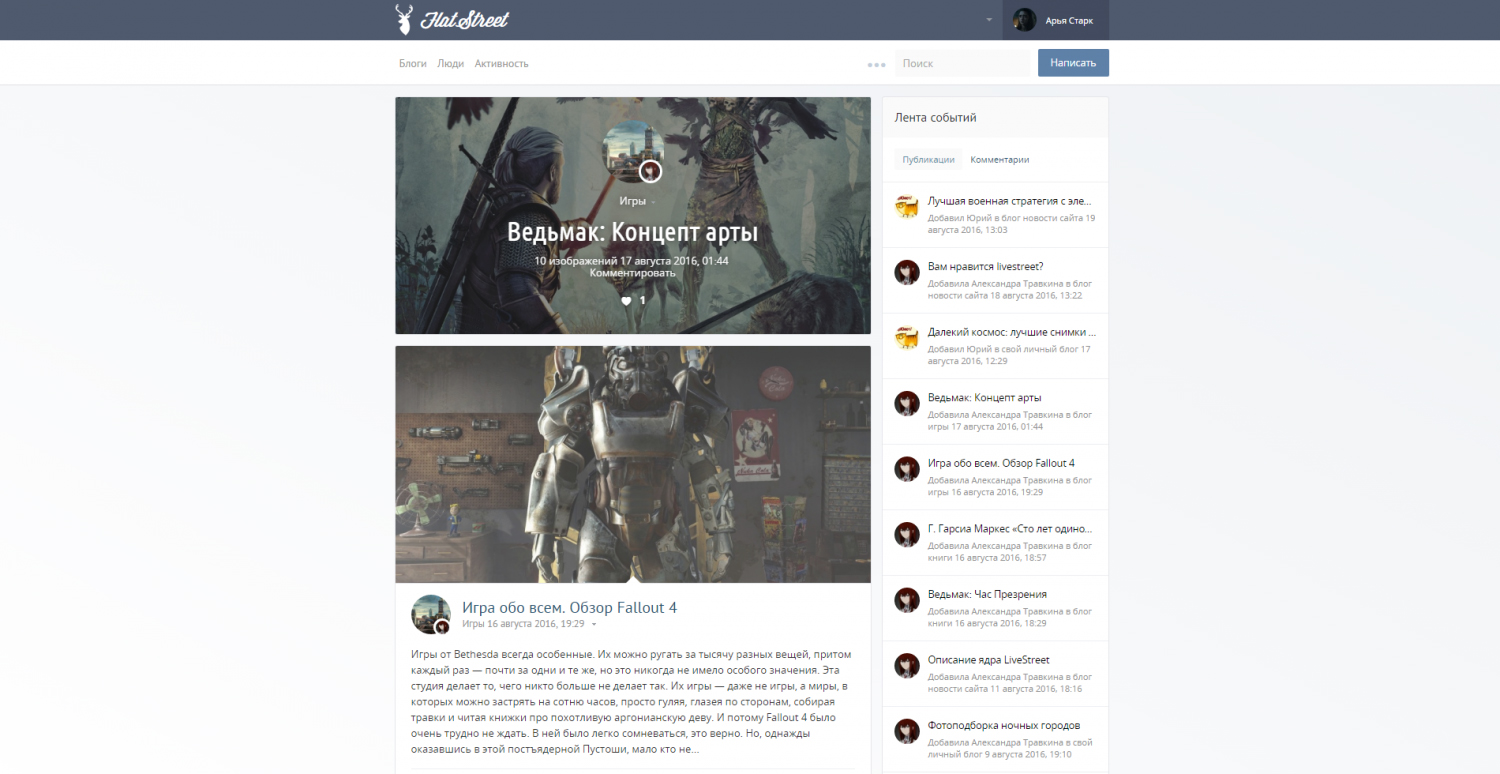 Flat Street
Арья Старк
Блоги Люди Активность
Поиск
Написать
Игры
Ведьмак: Концепт арты
10 изображений 17 августа 2016, 01:44
Комментировать
1
Игра обо всем. Обзор Fallout 4
Игры 16 августа 2016, 19:29
Игры от Bethesda всегда особенные. Их можно ругать за тысячу разных вещей, притом
каждый раз — почти за одни и те же, но это никогда не имело особого значения. Эта
студия делает то, чего никто больше не делает так. Их игры — даже не игры, а миры, в
которых можно застрять на сотню часов, просто гуляя, глазея по сторонам, собирая
травки и читая книжки про похотливую аргонианскую деву. И потому Fallout 4 было
очень трудно не ждать. В ней было легко сомневаться, это верно. Но, однажды
оказавшись в этой постъядерной Пустоши, мало кто не...
Лента событий
Публикации Комментарии
Лучшая военная стратегия с эле...
Добавил Юрий в блог новости сайта 19
августа 2016, 13:03
Вам нравится livestreet?
Добавила Александра Травкина в блог
новости сайта 18 августа 2016, 13:22
Далекий космос: лучшие снимки ...
Добавил Юрий в свой личный блог 17
августа 2016, 12:29
Ведьмак: Концепт арты
Добавила Александра Травкина в блог
игры 17 августа 2016, 01:44
Игра обо всем. Обзор Fallout 4
Добавила Александра Травкина в блог
игры 16 августа 2016, 19:29
Г. Гарсиа Маркес «Сто лет одино...
Добавила Александра Травкина в блог
книги 16 августа 2016, 18:57
Ведьмак: Час Презрения
Добавила Александра Травкина в блог
книги 16 августа 2016, 18:29
Описание ядра LiveStreet
Добавила Александра Травкина в блог
новости сайта 11 августа 2016, 18:16
Фотоподборка ночных городов
Добавила Александра Травкина в свой
личный блог 9 августа 2016, 19:10